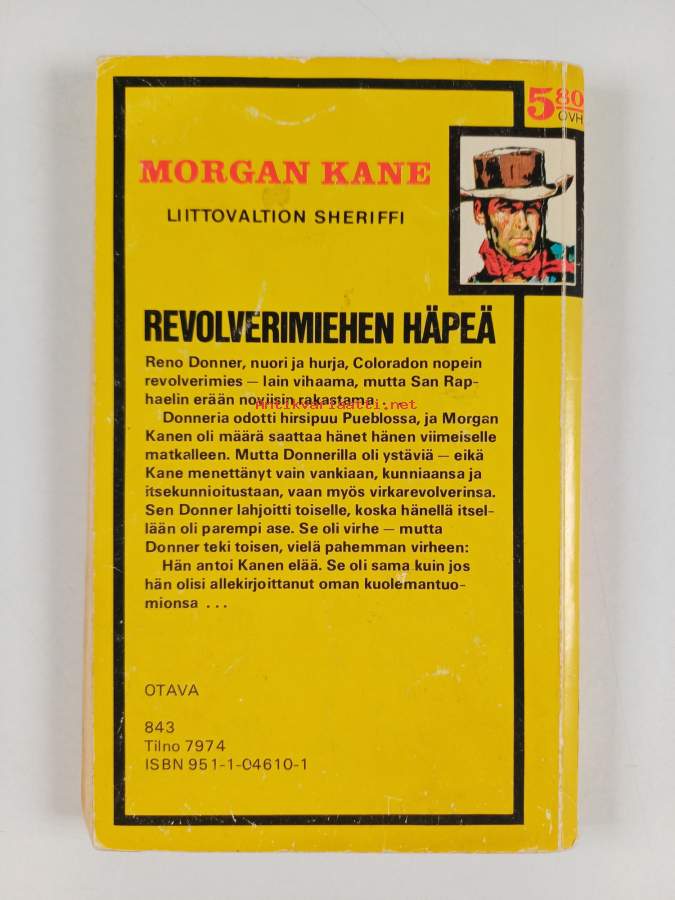 5 80
OVH
MORGAN KANE
LIITTOVALTION SHERIFFI
REVOLVERIMIEHEN HÄPEÄ
Reno Donner, nuori ja hurja, Coloradon nopein
revolverimies — lain vihaama, mutta San Rap-
haelin erään noviisin rakastama . . .
Antikvariaatti.net
Donneria odotti hirsipuu Pueblossa, ja Morgan
Kanen oli määrä saattaa hänet hänen viimeiselle
matkalleen. Mutta Donnerilla oli ystäviä — eikä
Kane menettänyt vain vankiaan, kunniaansa ja
itsekunnioitustaan, vaan myös virkarevolverinsa.
Sen Donner lahjoitti toiselle, koska hänellä itsel-
lään oli parempi ase. Se oli virhe — mutta
Donner teki toisen, vielä pahemman virheen:
Hän antoi Kanen elää. Se oli sama kuin jos
hän olisi allekirjoittanut oman kuolemantuo-
mionsa . . .
OTAVA
843
Tilno 7974
ISBN 951-1-04610-1